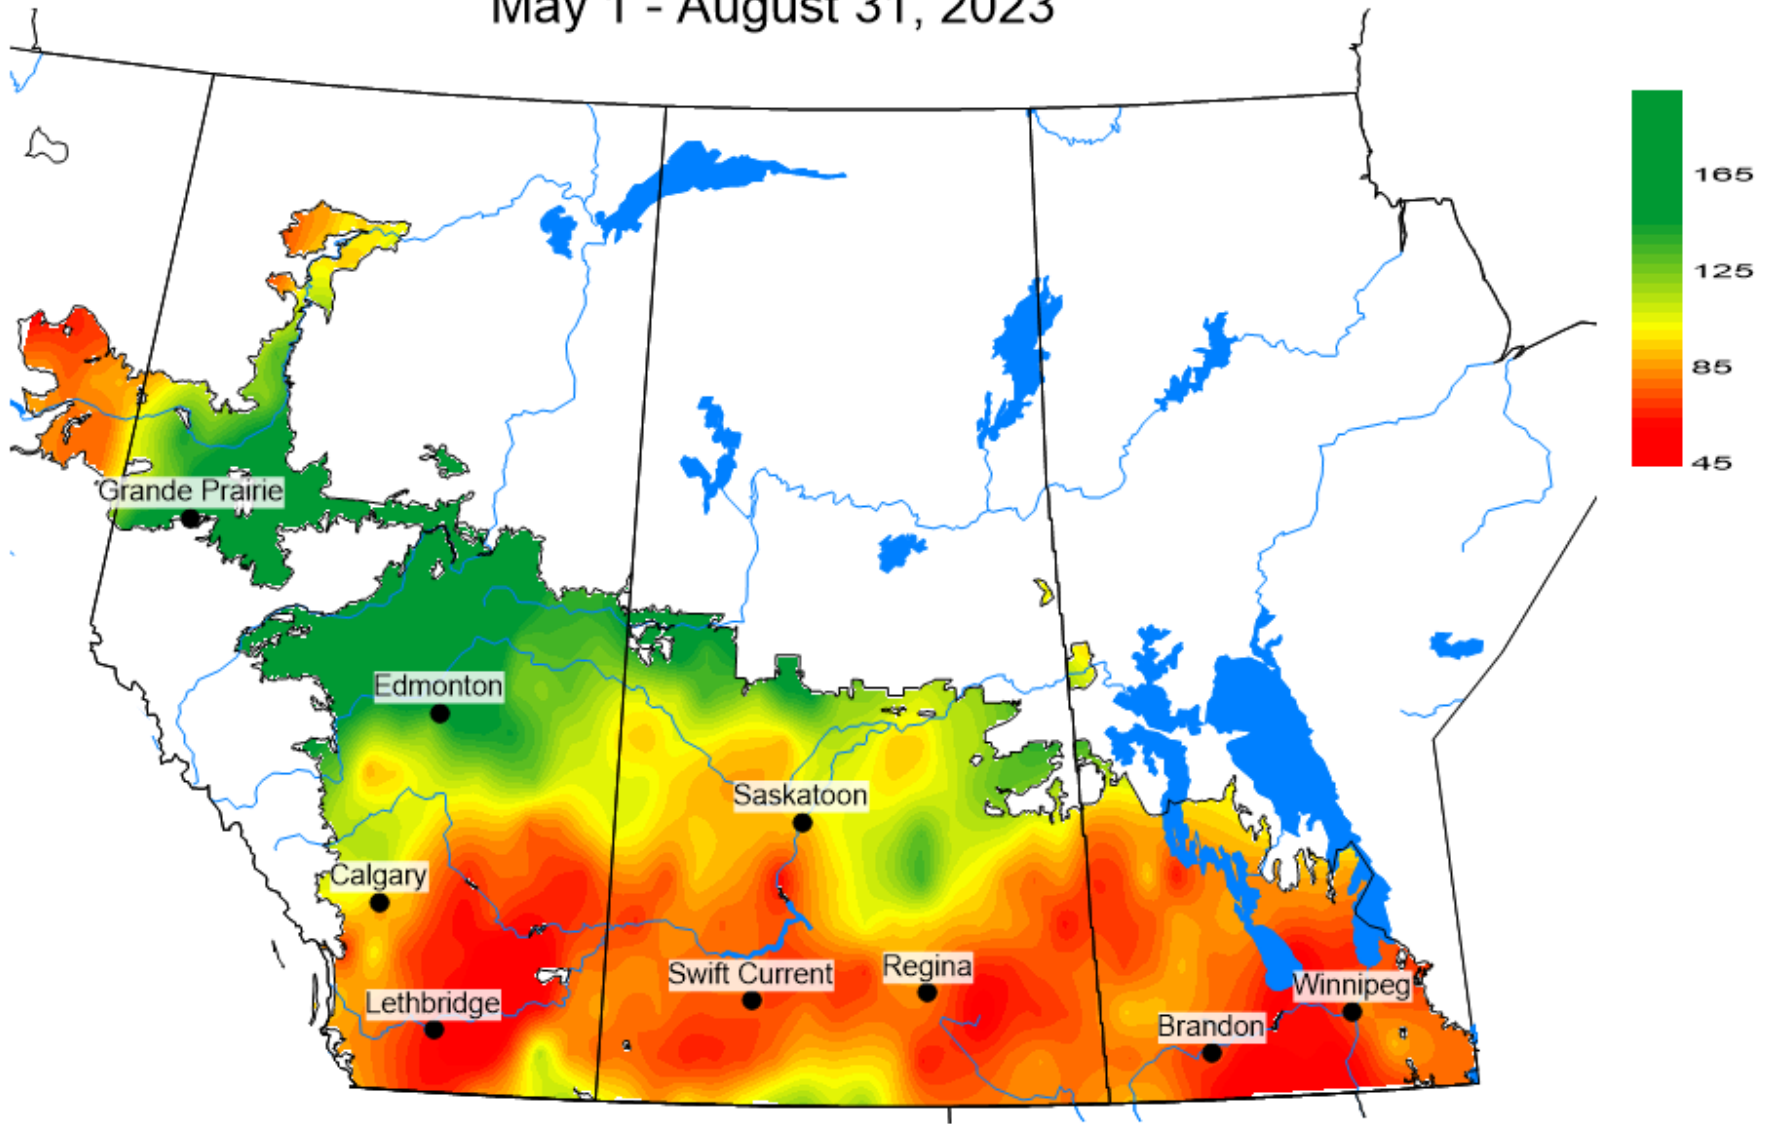 May 1 - August 31, 2023
165
125
85
45
Grande Prairie
Edmonton
Saskatoon
Calgary
Swift Current
Regina
Lethbridge
Winnipeg
Brandon